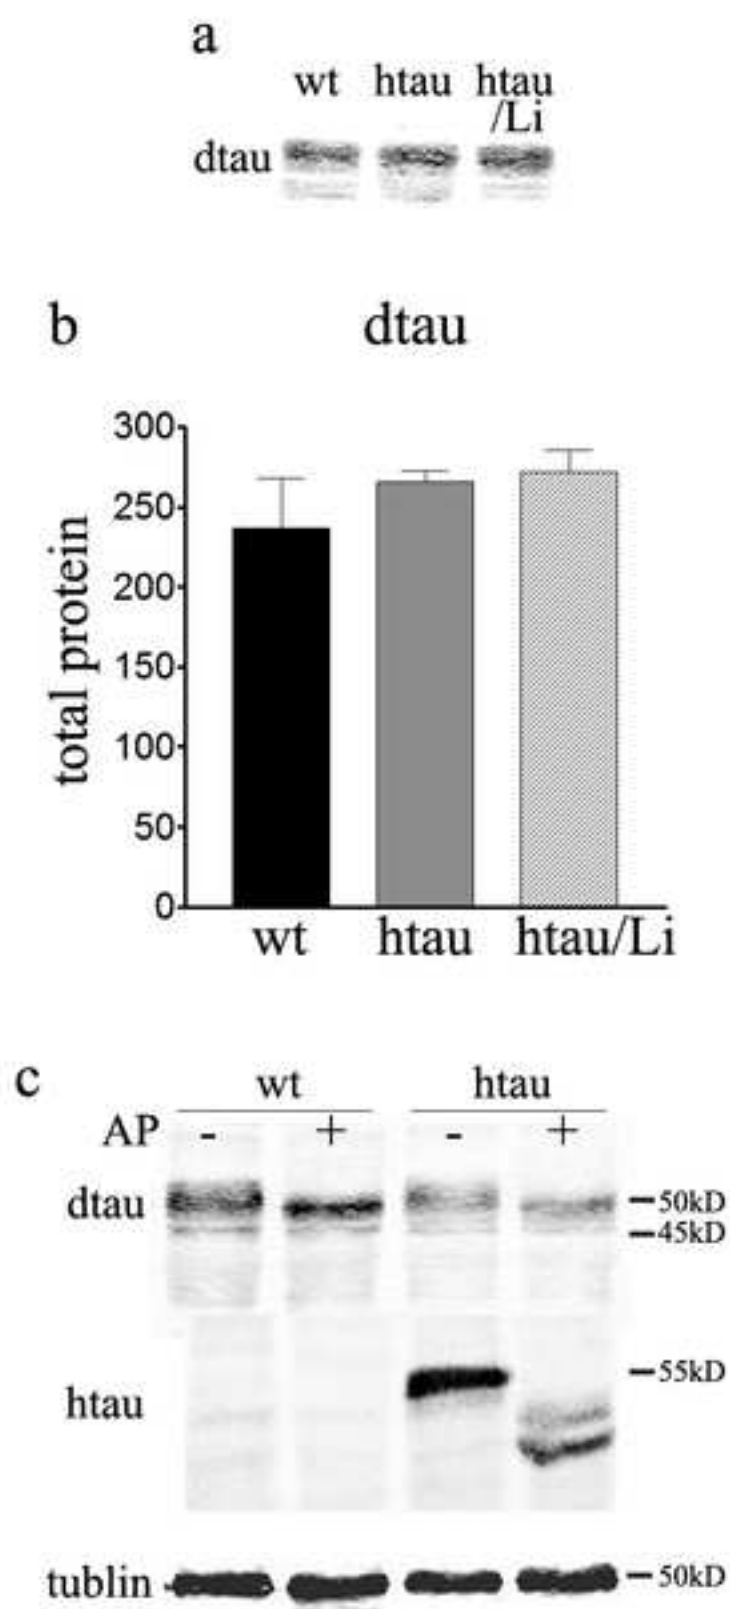 a
wt htau htau
/Li
dtau
b dtau
300
250
200
150
100
50
0
total protein
wt htau htau/Li
c wt htau
AP - + - +
dtau 50kD
45kD
55kD
htau
tublin 50kD